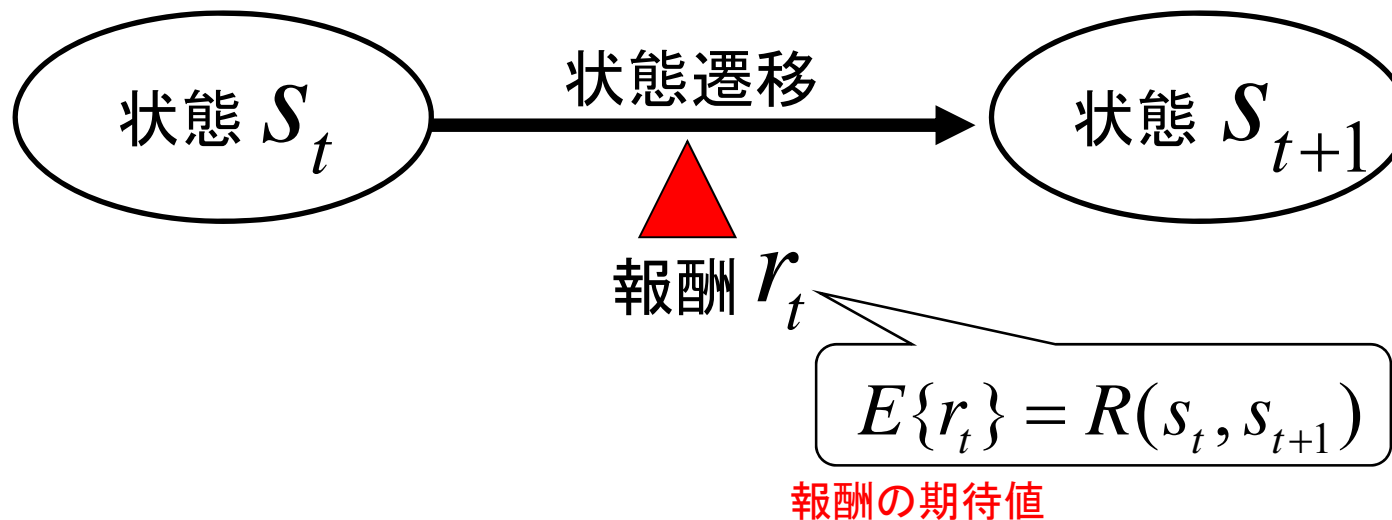 状態遷移
状態 s_t
状態 s_{t+1}
報酬 r_t
E{r_t} = R(s_t, s_{t+1})
報酬の期待値